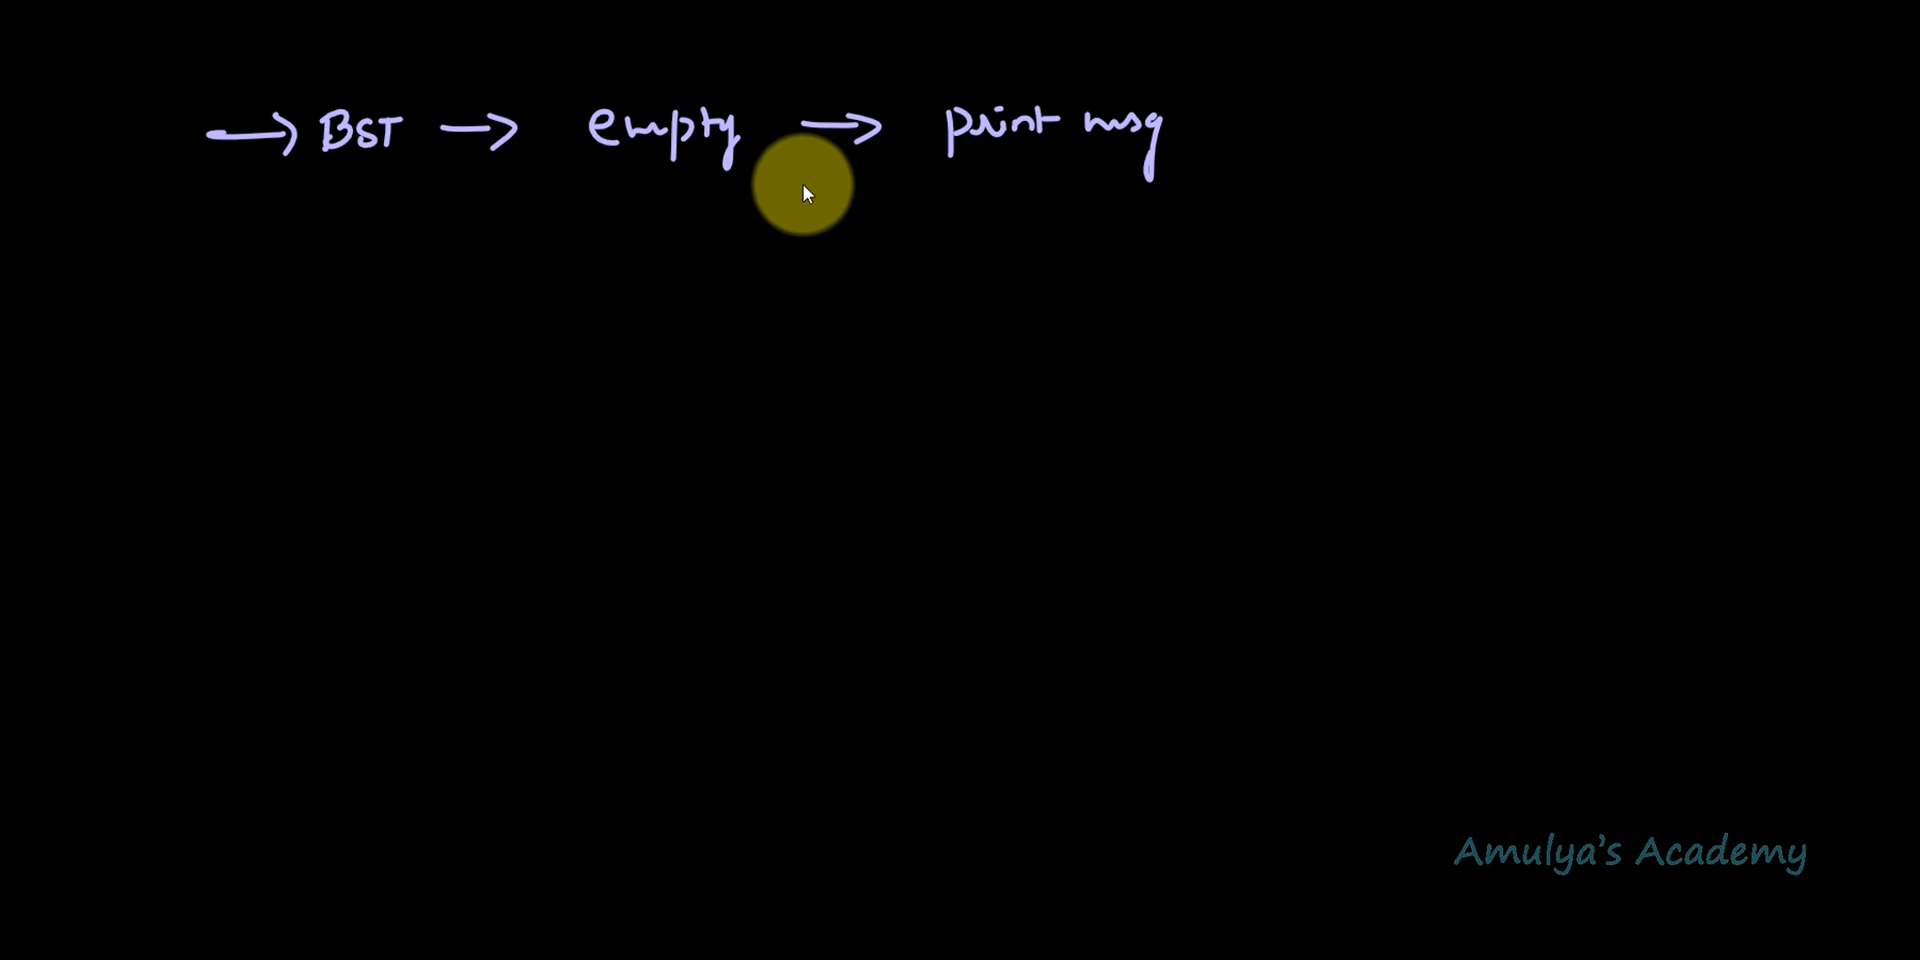 → BST → empty → print msg
Amulya's Academy